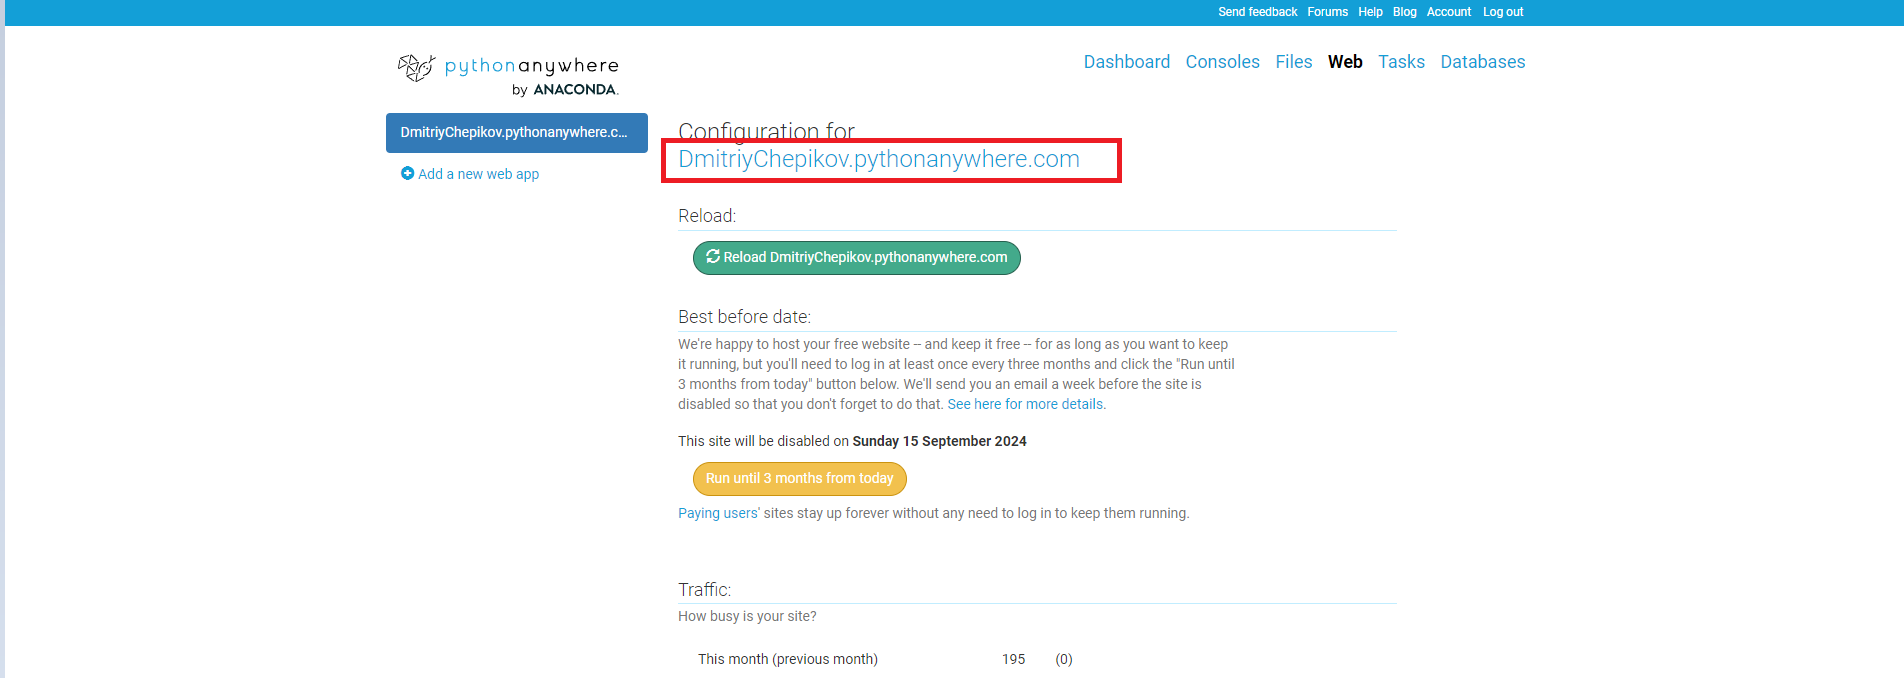 Send feedback Forums Help Blog Account Log out
pythonanywhere
by ANACONDA.
Dashboard Consoles Files Web Tasks Databases
DmitriyChepikov.pythonanywhere.c...
Add a new web app
Configuration for
DmitriyChepikov.pythonanywhere.com
Reload:
Reload DmitriyChepikov.pythonanywhere.com
Best before date:
We're happy to host your free website -- and keep it free -- for as long as you want to keep
it running, but you'll need to log in at least once every three months and click the "Run until
3 months from today" button below. We'll send you an email a week before the site is
disabled so that you don't forget to do that. See here for more details.
This site will be disabled on Sunday 15 September 2024
Run until 3 months from today
Paying users' sites stay up forever without any need to log in to keep them running.
Traffic:
How busy is your site?
This month (previous month) 195 (0)